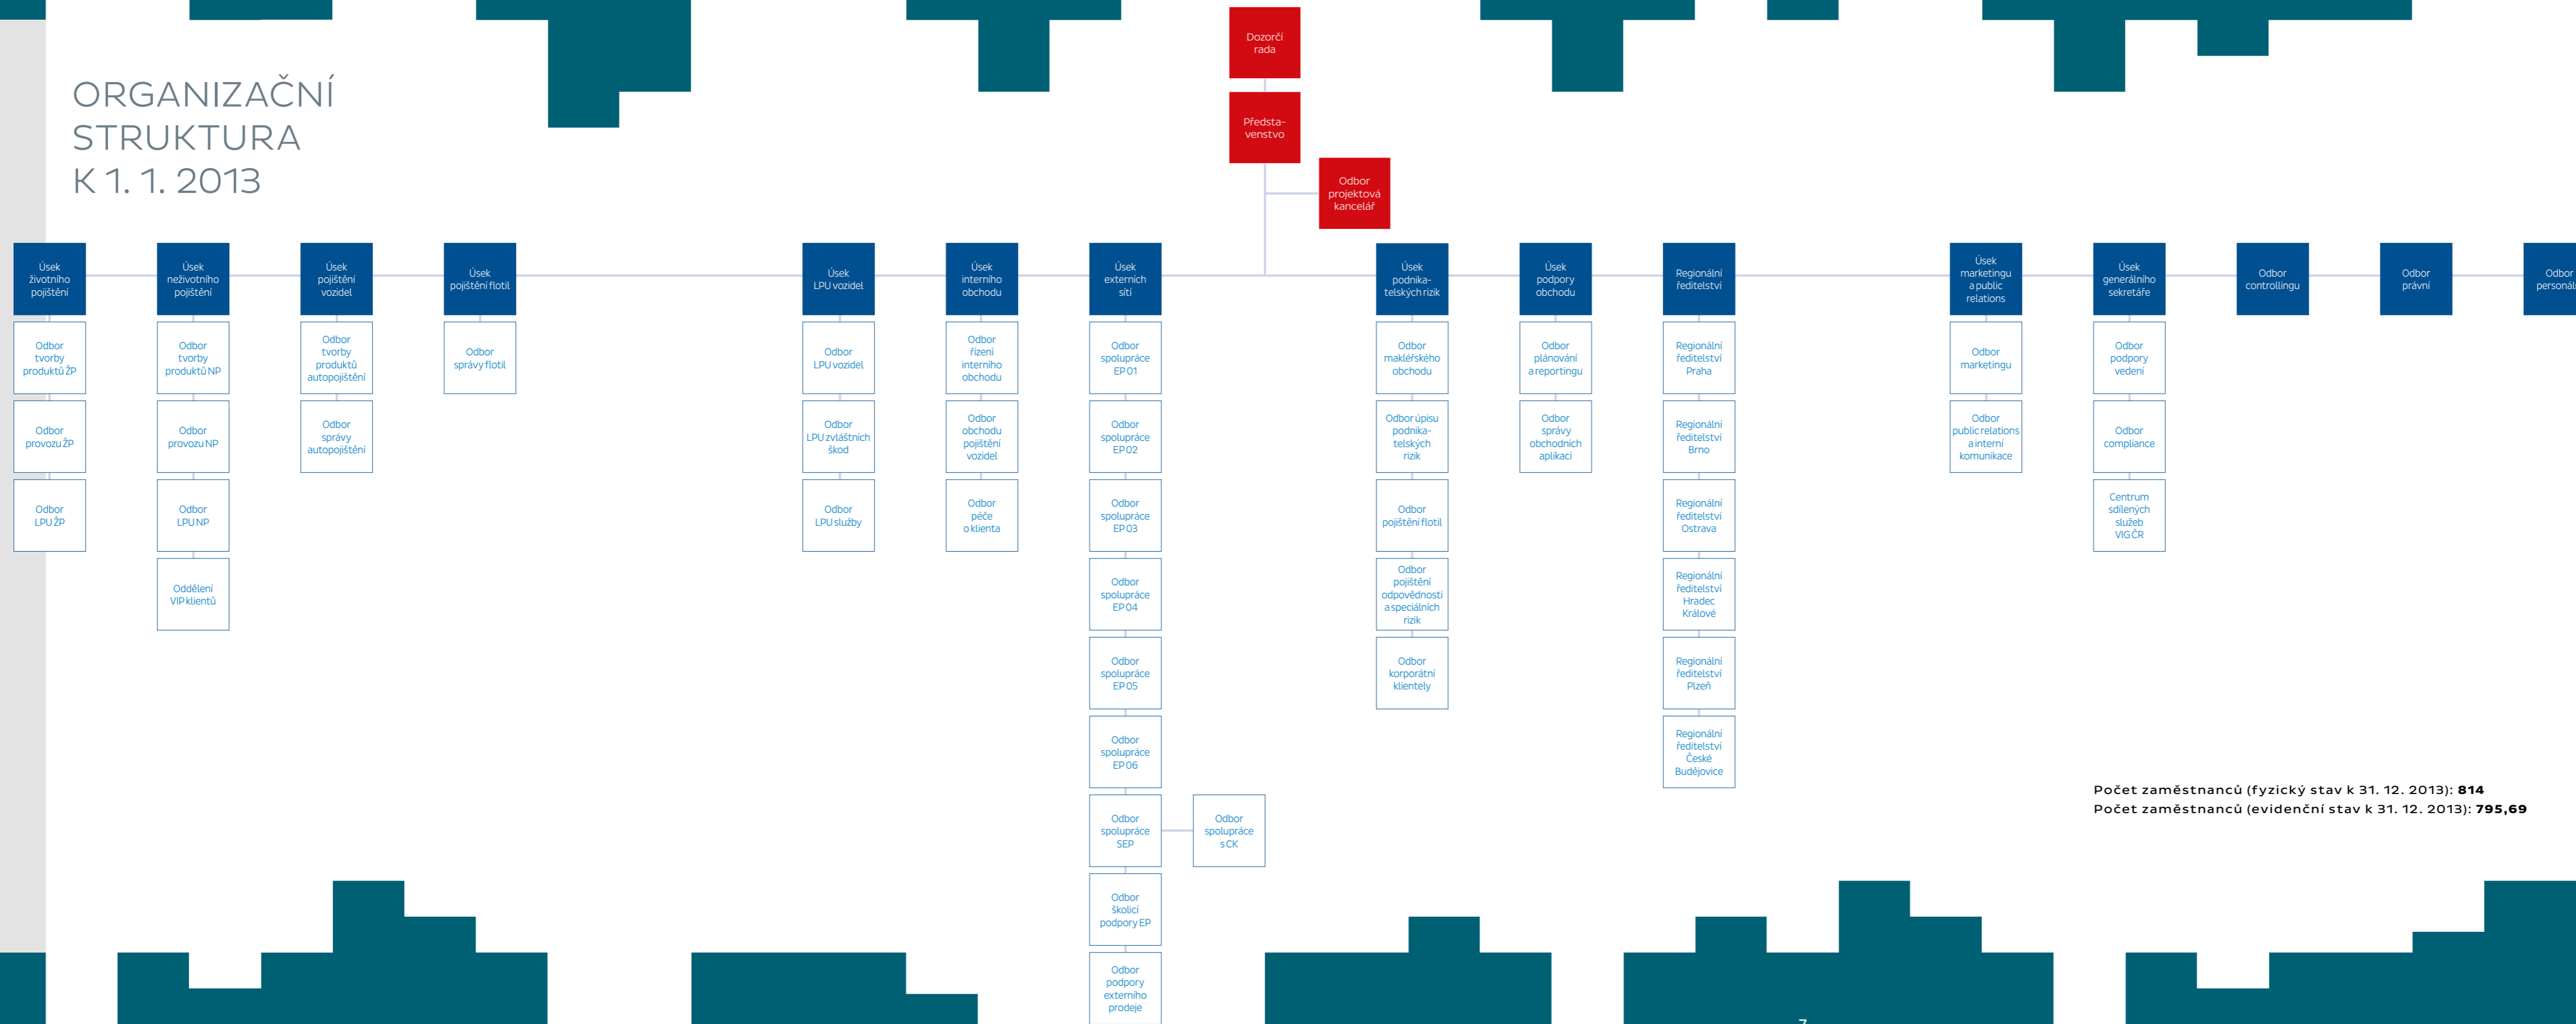 ORGANIZAČNÍ
STRUKTURA
K 1. 1. 2013
Dozorčí
rada
Předsta-
venstvo
Odbor
projektová
kancelář
Úsek
životního
pojištění
Odbor
tvorby
produktů ŽP
Odbor
provozu ŽP
Odbor
LPU ŽP
Úsek
neživotního
pojištění
Odbor
tvorby
produktů NP
Odbor
provozu NP
Odbor
LPU NP
Oddělení
VIP klientů
Úsek
pojištění
vozidel
Odbor
tvorby
produktů
autopojištění
Odbor
správy
autopojištění
Úsek
pojištění flotil
Odbor
správy flotil
Úsek
LPU vozidel
Odbor
LPU vozidel
Odbor
LPU zvláštních
škod
Odbor
LPU služby
Úsek
interního
obchodu
Odbor
řízení
interního
obchodu
Odbor
obchodu
pojištění
vozidel
Odbor
péče
o klienta
Úsek
externích
sítí
Odbor
spolupráce
EP 01
Odbor
spolupráce
EP 02
Odbor
spolupráce
EP 03
Odbor
spolupráce
EP 04
Odbor
spolupráce
EP 05
Odbor
spolupráce
EP 06
Odbor
spolupráce
SEP
Odbor
spolupráce
s CK
Odbor
školicí
podpory EP
Odbor
podpory
externího
prodeje
Úsek
podnika-
telských rizik
Odbor
makléřského
obchodu
Odbor úpisu
podnika-
telských
rizik
Odbor
pojištění flotil
Odbor
pojištění
odpovědnosti
a speciálních
rizik
Odbor
korporátní
klientely
Úsek
podpory
obchodu
Odbor
plánování
a reportingu
Odbor
správy
obchodních
aplikací
Regionální
ředitelství
Regionální
ředitelství
Praha
Regionální
ředitelství
Brno
Regionální
ředitelství
Ostrava
Regionální
ředitelství
Hradec
Králové
Regionální
ředitelství
Plzeň
Regionální
ředitelství
České
Budějovice
Úsek
marketingu
a public
relations
Odbor
marketingu
Odbor
public relations
a interní
komunikace
Úsek
generálního
sekretáře
Odbor
podpory
vedení
Odbor
compliance
Centrum
sdílených
služeb
VIG ČR
Odbor
controllingu
Odbor
právní
Odbor
Počet zaměstnanců (fyzický stav k 31. 12. 2013): 814
Počet zaměstnanců (evidenční stav k 31. 12. 2013): 795,69